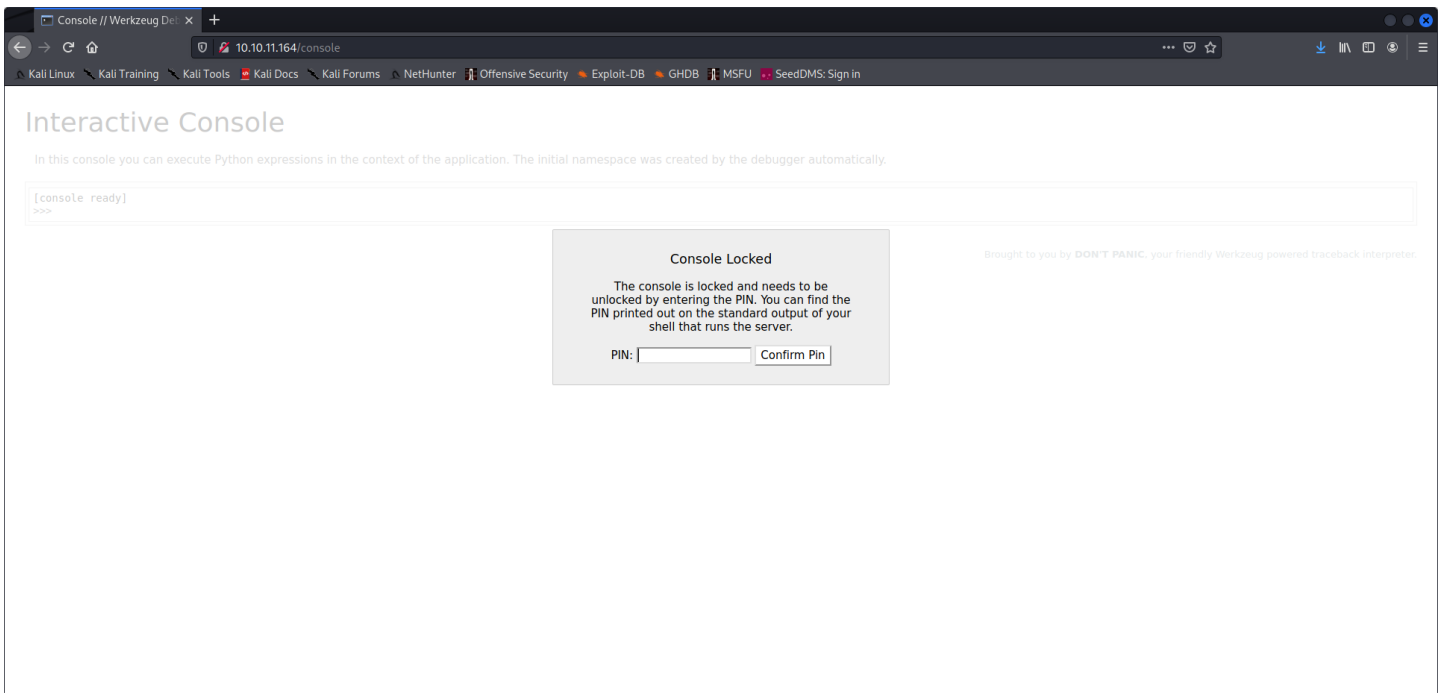 Console // Werkzeug Deb
10.10.11.164/console
Kali Linux Kali Training Kali Tools Kali Docs Kali Forums NetHunter Offensive Security Exploit-DB GHDB MSFU SeedDMS: Sign in
Interactive Console
In this console you can execute Python expressions in the context of the application. The initial namespace was created by the debugger automatically.
[console ready]
>>>
Brought to you by DON'T PANIC, your friendly Werkzeug powered traceback interpreter.
Console Locked
The console is locked and needs to be
unlocked by entering the PIN. You can find the
PIN printed out on the standard output of your
shell that runs the server.
PIN: Confirm Pin